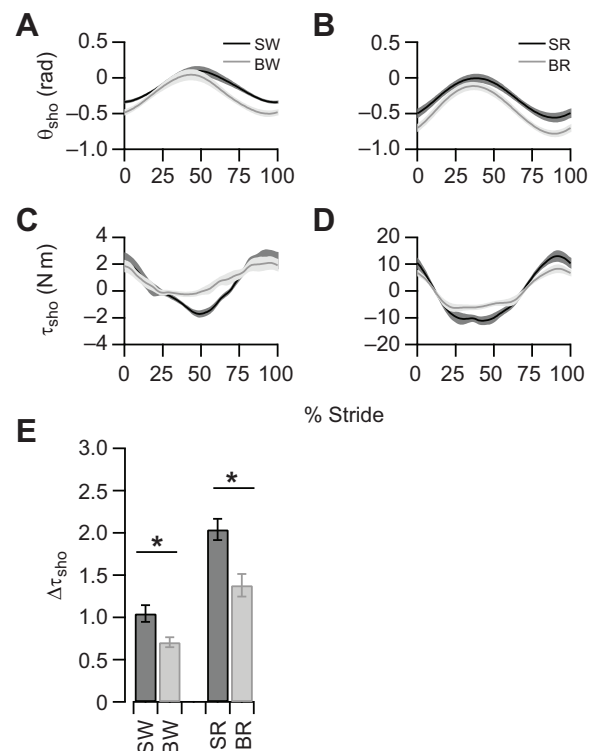 A
θsho (rad)
0.5
0
–0.5
–1.0
SW
BW
0 25 50 75 100
B
0.5
0
–0.5
–1.0
SR
BR
0 25 50 75 100
C
τsho (N m)
4
2
0
–2
–4
0 25 50 75 100
D
20
10
0
–10
–20
0 25 50 75 100
% Stride
E
Δτsho
3.0
2.5
2.0
1.5
1.0
0.5
0
*
*
SW
BW
SR
BR